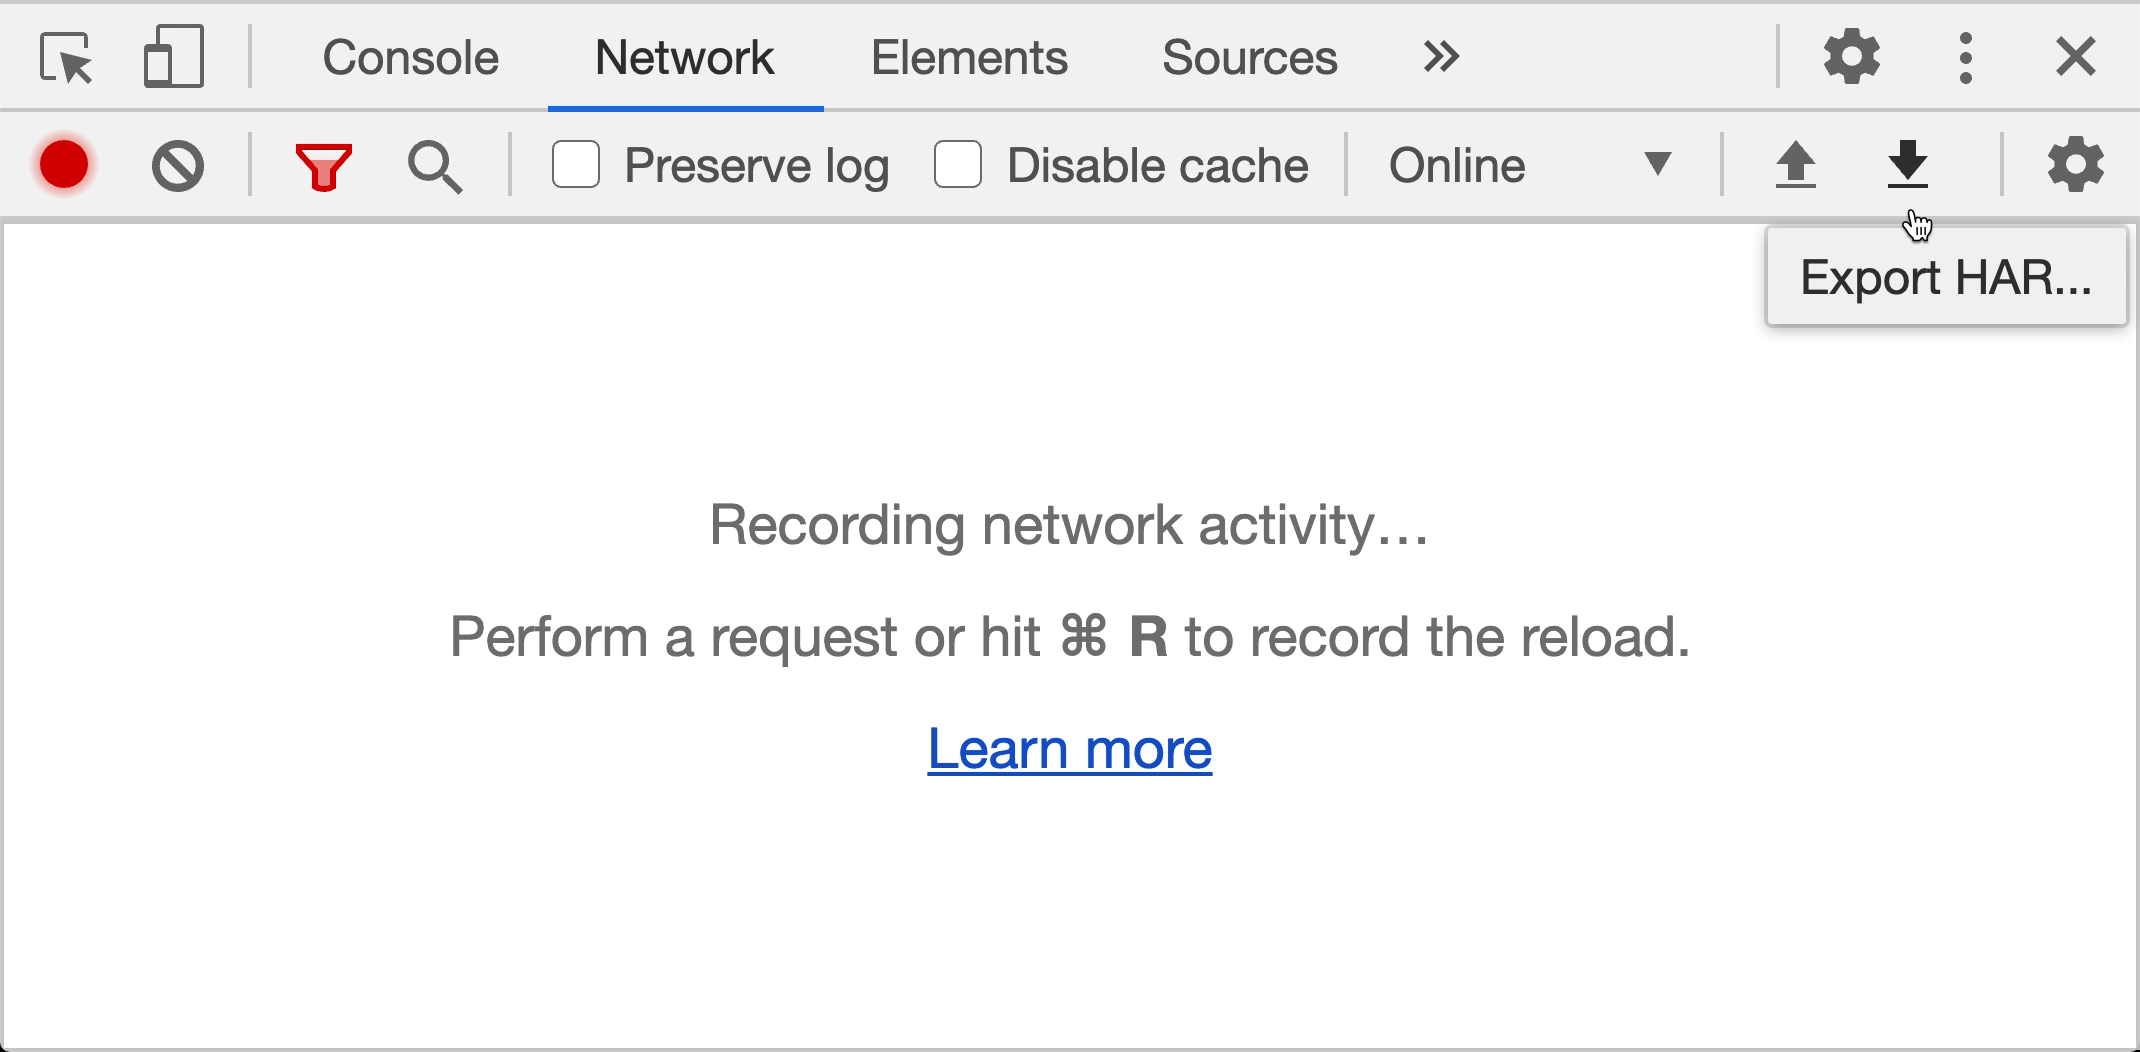 Console Network Elements Sources
Preserve log Disable cache Online
Export HAR...
Recording network activity…
Perform a request or hit ⌘ R to record the reload.
Learn more